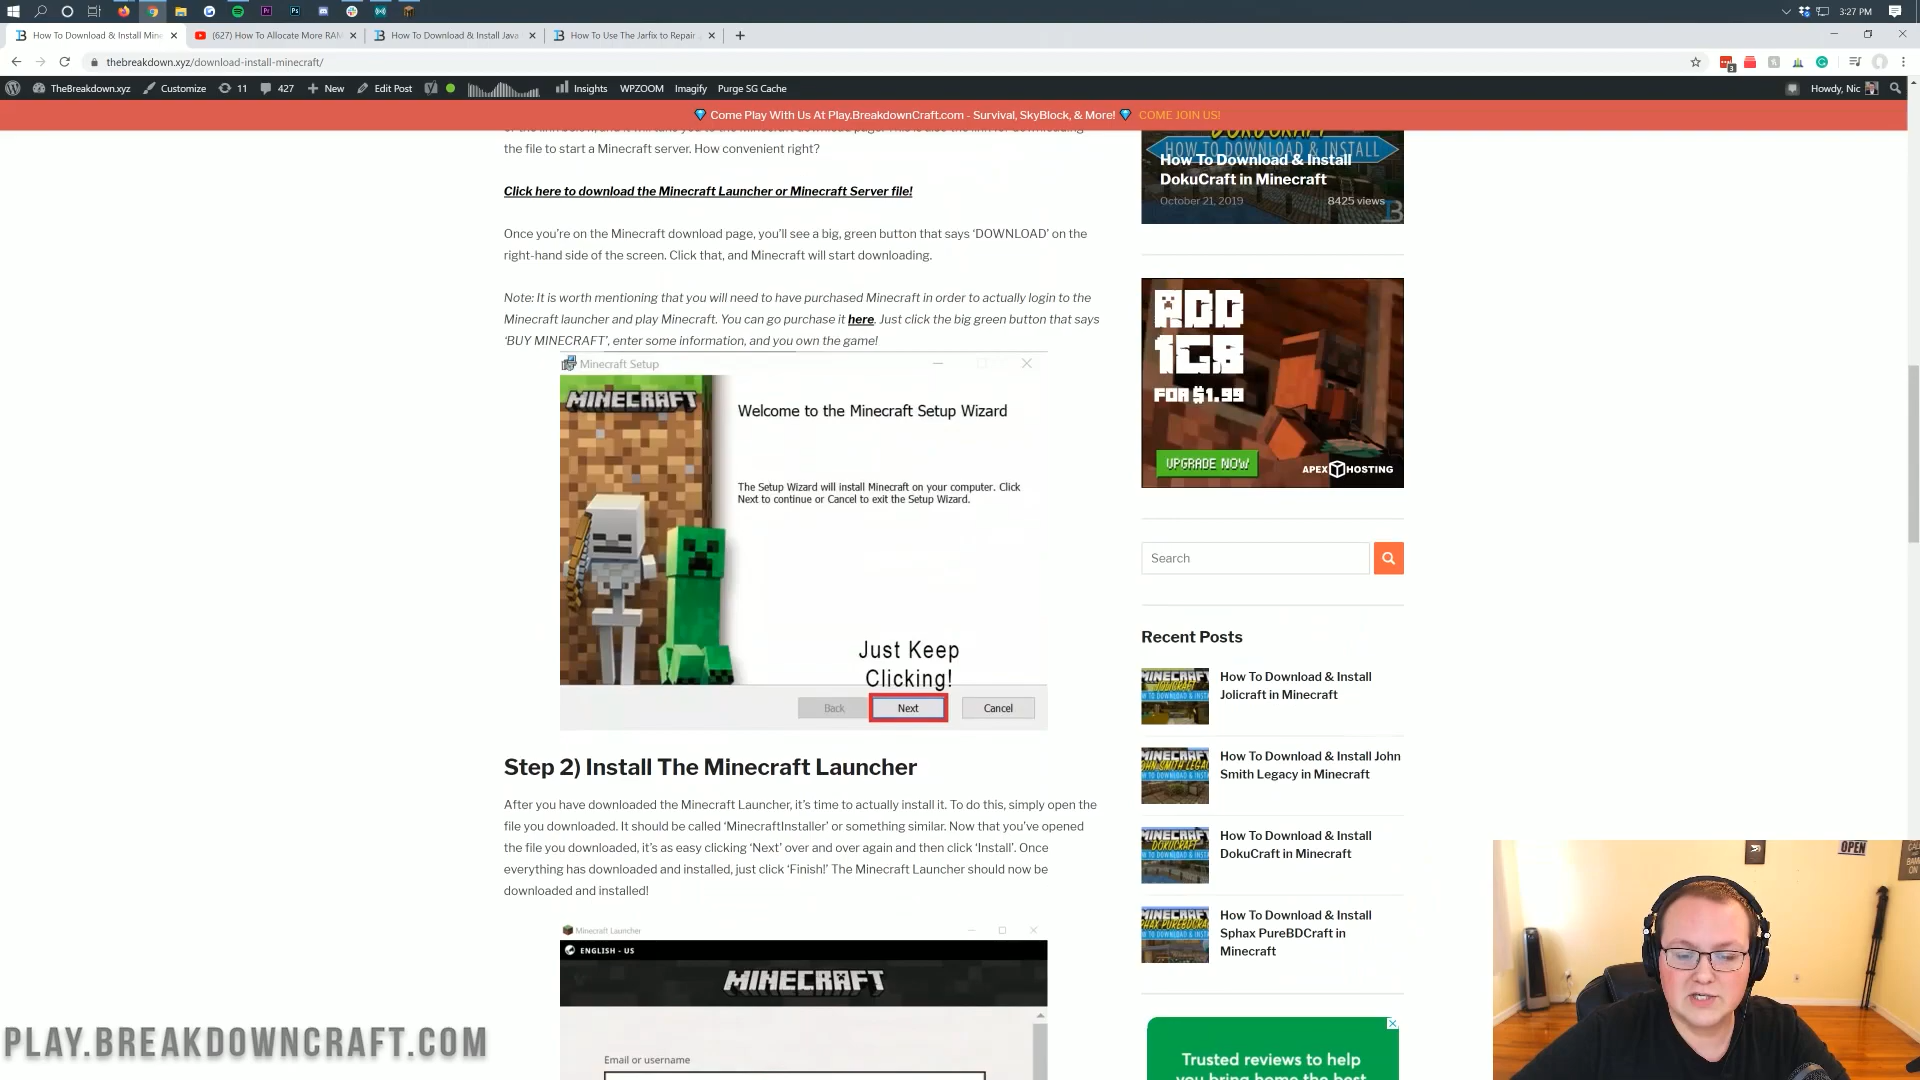 3:27 PM
How To Download & Install Mine
(627) How To Allocate More RAM
How To Download & Install Java
How To Use The Jarfix to Repair
thebreakdown.xyz/download-install-minecraft/
TheBreakdown.xyz
Customize
11
427
New
Edit Post
Insights
WPZOOM
Imagify
Purge SG Cache
Howdy, Nic
Come Play With Us At Play.BreakdownCraft.com - Survival, SkyBlock, & More!
COME JOIN US!
the file to start a Minecraft server. How convenient right?
Click here to download the Minecraft Launcher or Minecraft Server file!
Once you're on the Minecraft download page, you'll see a big, green button that says ‘DOWNLOAD’ on the
right-hand side of the screen. Click that, and Minecraft will start downloading.
Note: It is worth mentioning that you will need to have purchased Minecraft in order to actually login to the
Minecraft launcher and play Minecraft. You can go purchase it here. Just click the big green button that says
‘BUY MINECRAFT’, enter some information, and you own the game!
Minecraft Setup
MINECRAFT
Welcome to the Minecraft Setup Wizard
The Setup Wizard will install Minecraft on your computer. Click
Next to continue or Cancel to exit the Setup Wizard.
Just Keep
Clicking!
Back
Next
Cancel
Step 2) Install The Minecraft Launcher
After you have downloaded the Minecraft Launcher, it’s time to actually install it. To do this, simply open the
file you downloaded. It should be called ‘MinecraftInstaller’ or something similar. Now that you’ve opened
the file you downloaded, it’s as easy clicking ‘Next’ over and over again and then click ‘Install’. Once
everything has downloaded and installed, just click ‘Finish!’ The Minecraft Launcher should now be
downloaded and installed!
Minecraft Launcher
ENGLISH - US
MINECRAFT
Email or username
HOW TO DOWNLOAD & INSTALL
How To Download & Install
DokuCraft in Minecraft
October 21, 2019
8425 views
ADD
1GB
FOR $1.99
UPGRADE NOW
APEX HOSTING
Search
Recent Posts
How To Download & Install
Jolicraft in Minecraft
How To Download & Install John
Smith Legacy in Minecraft
How To Download & Install
DokuCraft in Minecraft
How To Download & Install
Sphax PureBDCraft in
Minecraft
Trusted reviews to help
you bring home the best
OPEN
PLAY.BREAKDOWNCRAFT.COM